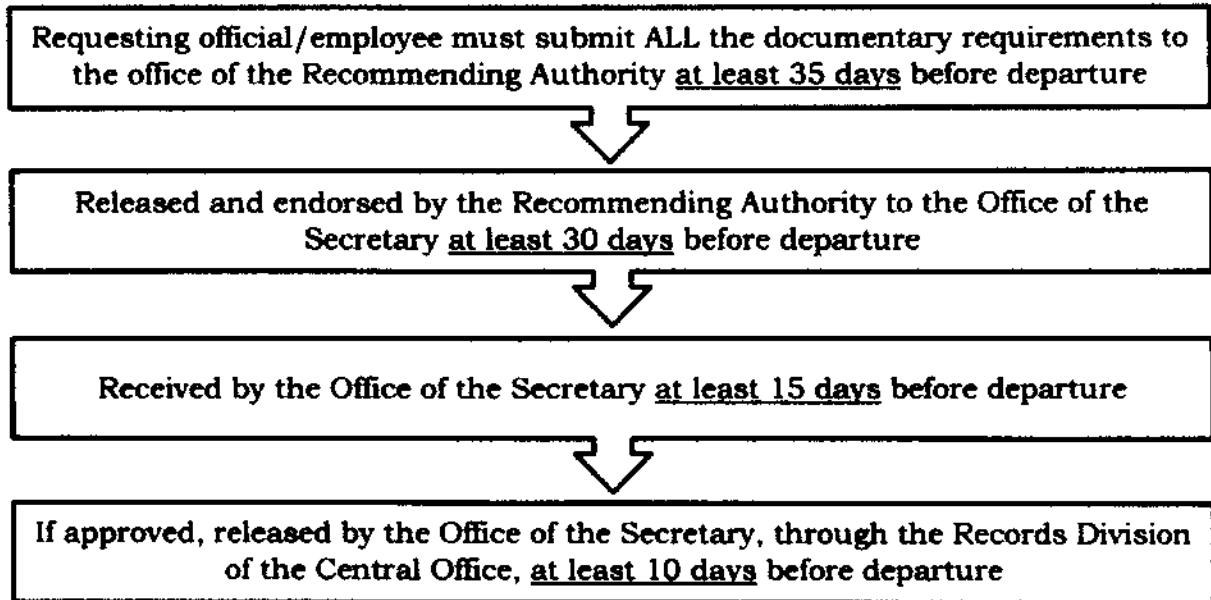 Requesting official/employee must submit ALL the documentary requirements to
the office of the Recommending Authority at least 35 days before departure
Released and endorsed by the Recommending Authority to the Office of the
Secretary at least 30 days before departure
Received by the Office of the Secretary at least 15 days before departure
If approved, released by the Office of the Secretary, through the Records Division
of the Central Office, at least 10 days before departure